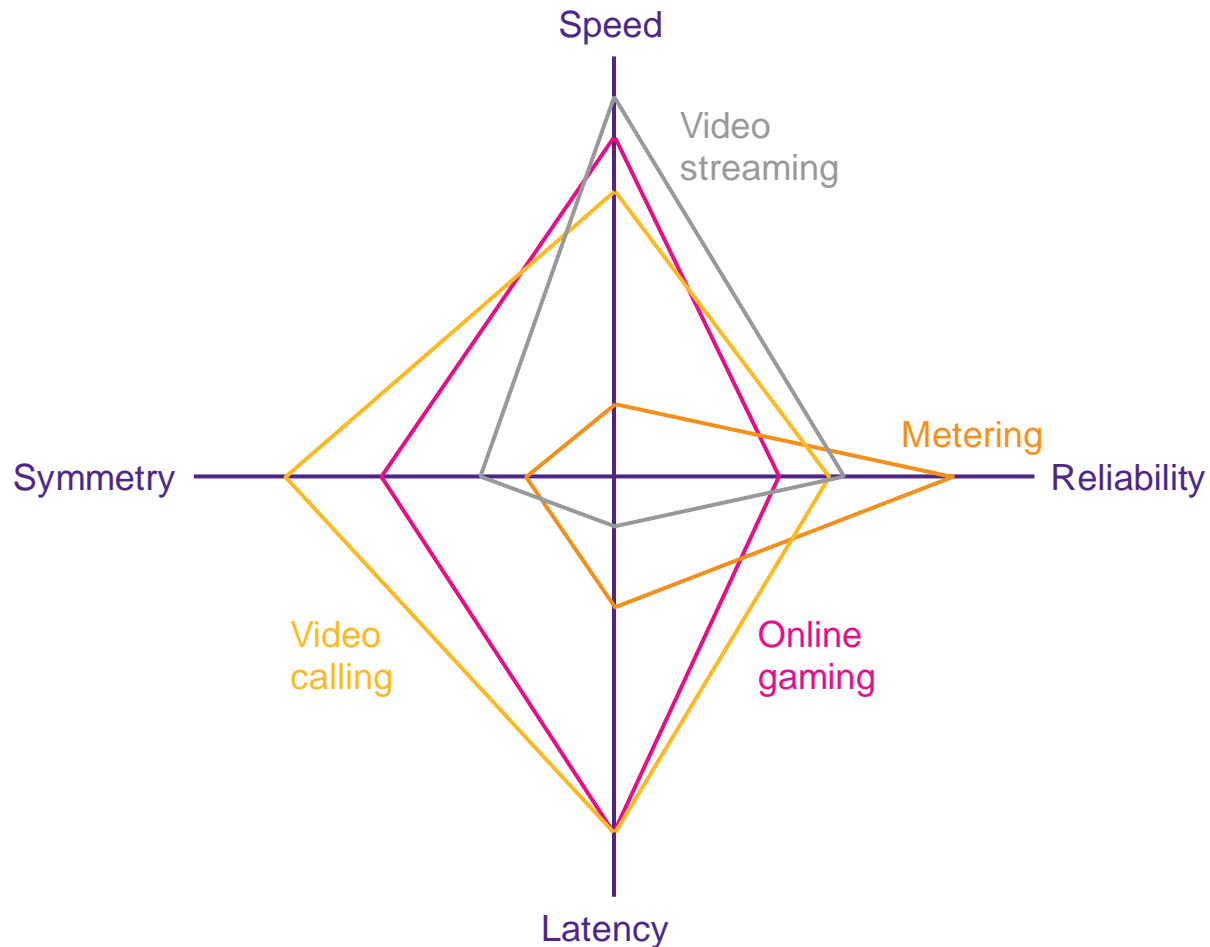 Speed
Video
streaming
Metering
Symmetry
Reliability
Video
calling
Online
gaming
Latency